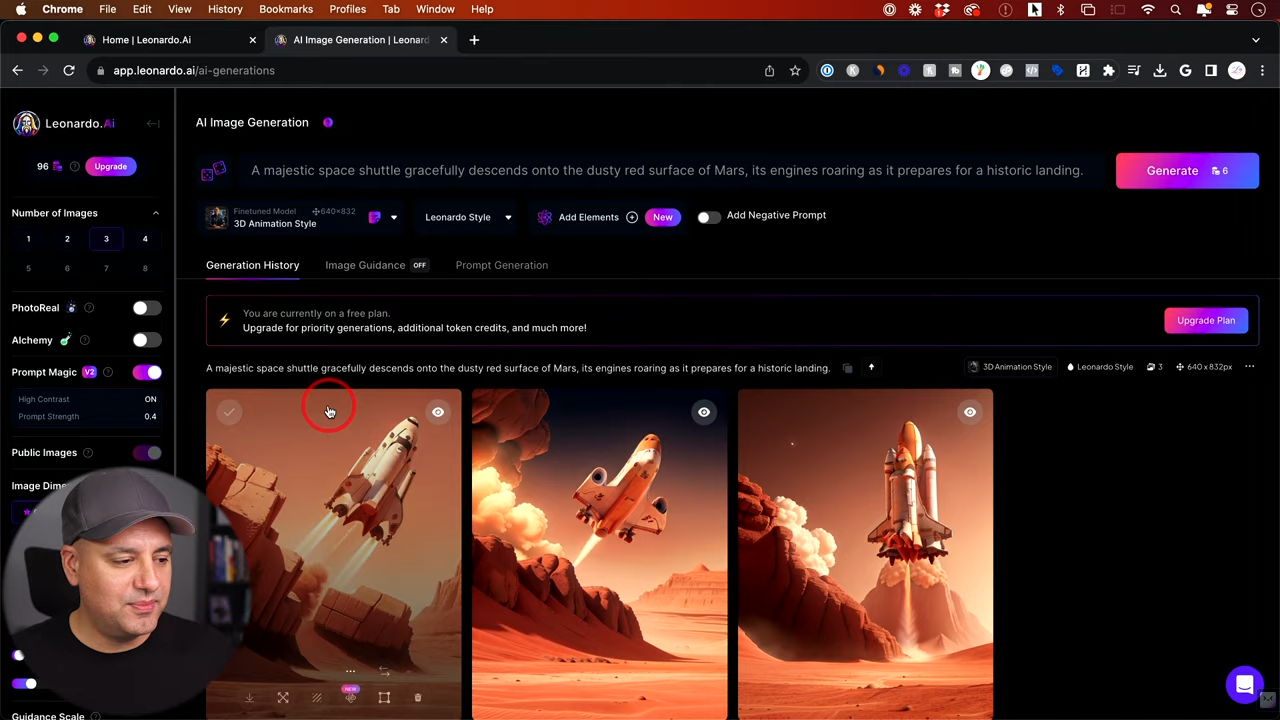 Chrome File Edit View History Bookmarks Profiles Tab Window Help
Home | Leonardo.Ai
AI Image Generation | Leonard
app.leonardo.ai/ai-generations
Leonardo.Ai
96 Upgrade
Number of Images
1 2 3 4
5 6 7 8
PhotoReal
Alchemy
Prompt Magic V2
High Contrast ON
Prompt Strength 0.4
Public Images
Image Dime
Guidance Scale
AI Image Generation
A majestic space shuttle gracefully descends onto the dusty red surface of Mars, its engines roaring as it prepares for a historic landing.
Generate 6
Finetuned Model 640×832
3D Animation Style
Leonardo Style
Add Elements New
Add Negative Prompt
Generation History Image Guidance OFF Prompt Generation
You are currently on a free plan.
Upgrade for priority generations, additional token credits, and much more!
Upgrade Plan
A majestic space shuttle gracefully descends onto the dusty red surface of Mars, its engines roaring as it prepares for a historic landing.
3D Animation Style Leonardo Style 3 640 x 832px
NEW